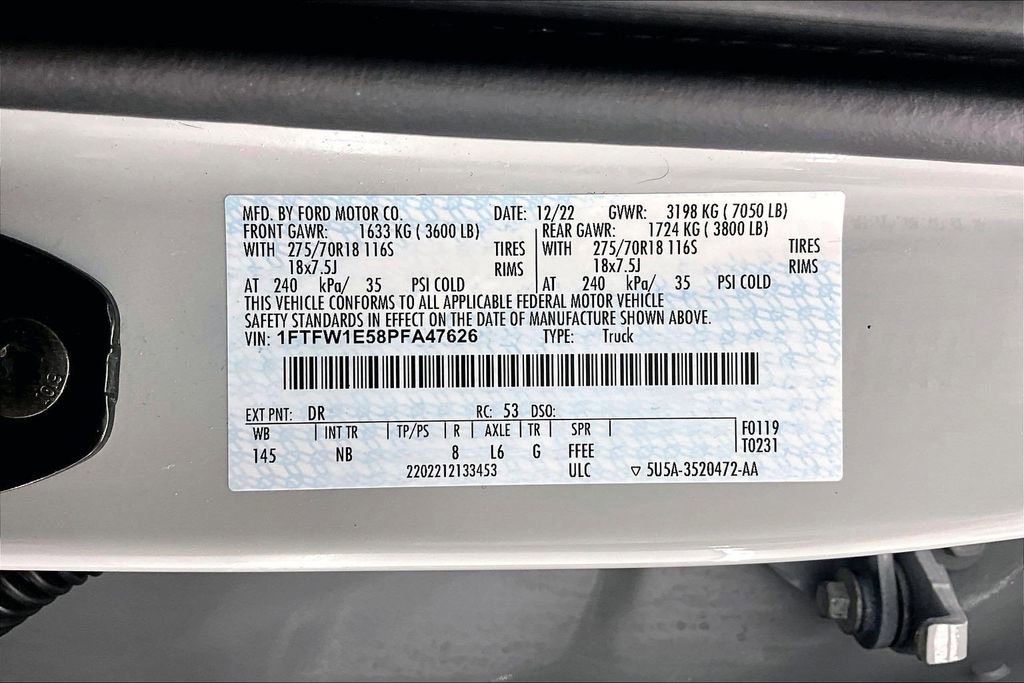 MFD. BY FORD MOTOR CO. DATE: 12/22 GVWR: 3198 KG ( 7050 LB)
FRONT GAWR: 1633 KG ( 3600 LB) REAR GAWR: 1724 KG ( 3800 LB)
WITH 275/70R18 116S TIRES WITH 275/70R18 116S TIRES
18x7.5J RIMS 18x7.5J RIMS
AT 240 kPa/ 35 PSI COLD AT 240 kPa/ 35 PSI COLD
THIS VEHICLE CONFORMS TO ALL APPLICABLE FEDERAL MOTOR VEHICLE
SAFETY STANDARDS IN EFFECT ON THE DATE OF MANUFACTURE SHOWN ABOVE.
VIN: 1FTFW1E58PFA47626 TYPE: Truck
EXT PNT: DR RC: 53 DSO:
WB INT TR TP/PS R AXLE TR SPR F0119
145 NB 8 L6 G FFEE T0231
2202212133453 ULC ▽ 5U5A-3520472-AA